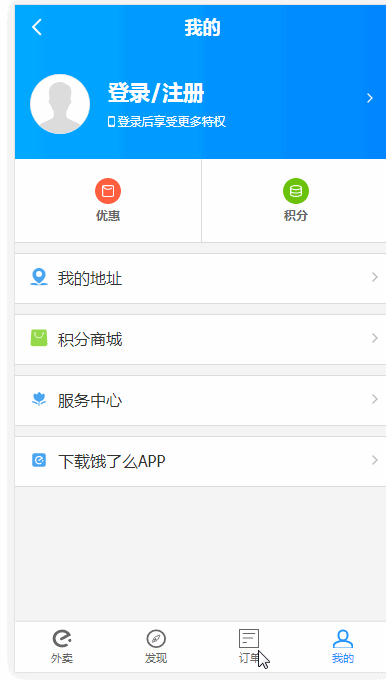 我的
登录/注册
登录后享受更多特权
优惠
积分
我的地址
积分商城
服务中心
下载饿了么APP
外卖
发现
订单
我的